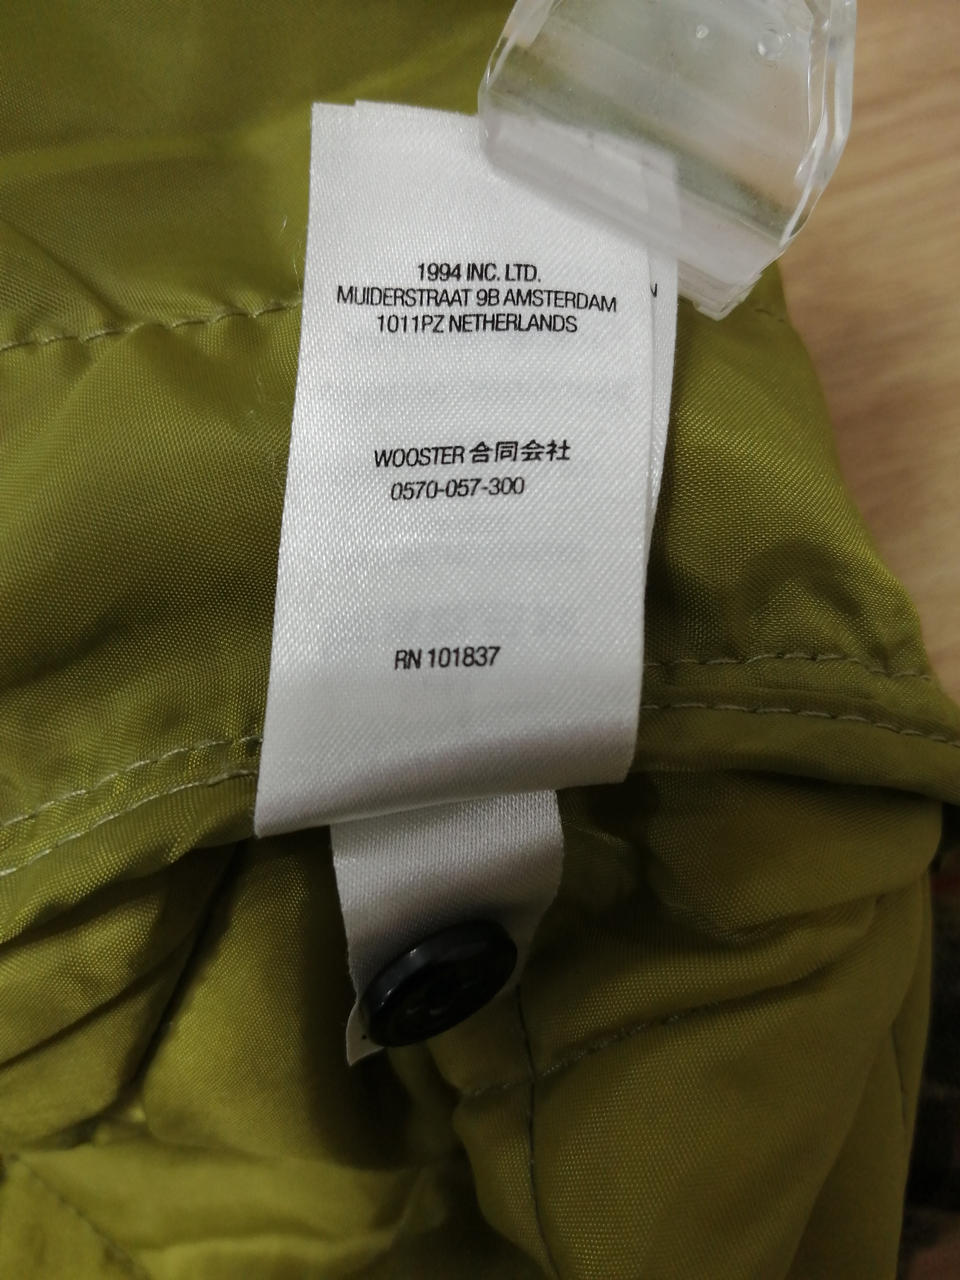 1994 INC. LTD.
MUIDERSTRAAT 9B AMSTERDAM
1011PZ NETHERLANDS
WOOSTER 合同会社
0570-057-300
RN 101837
N